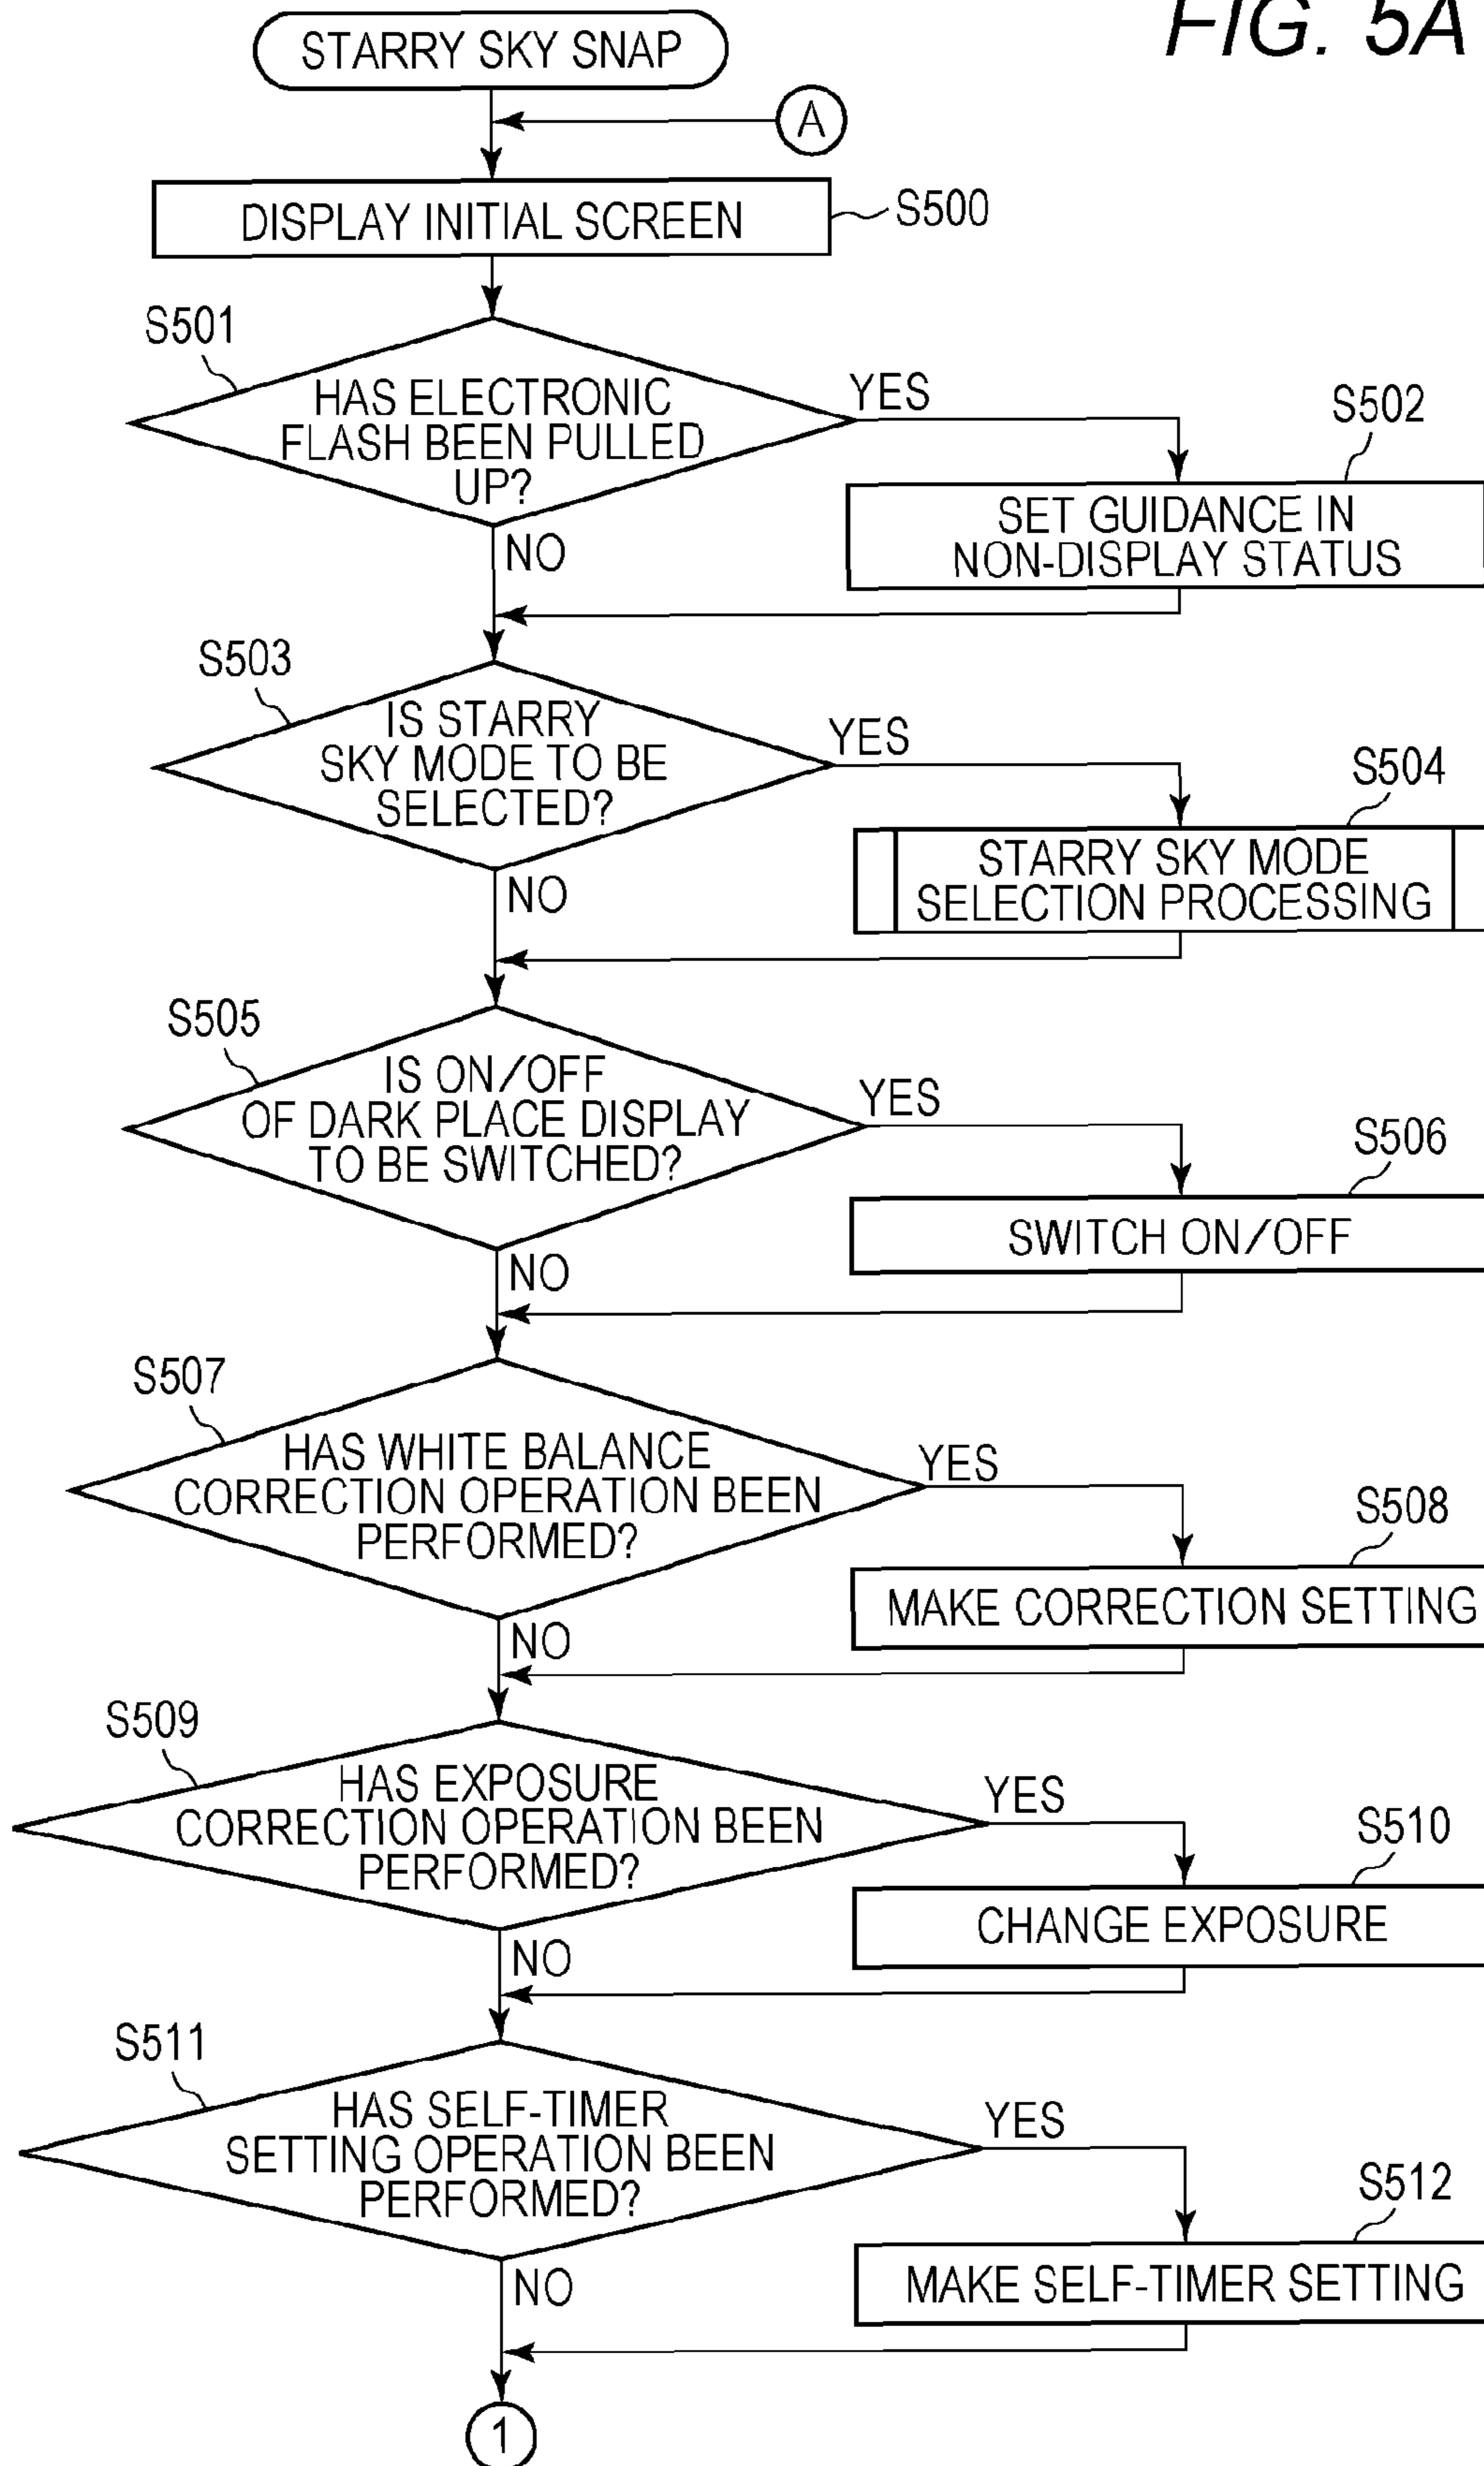 FIG. 5A
STARRY SKY SNAP
A
DISPLAY INITIAL SCREEN
S500
S501
HAS ELECTRONIC
FLASH BEEN PULLED
UP?
YES
NO
S502
SET GUIDANCE IN
NON-DISPLAY STATUS
S503
IS STARRY
SKY MODE TO BE
SELECTED?
YES
NO
S504
STARRY SKY MODE
SELECTION PROCESSING
S505
IS ON/OFF
OF DARK PLACE DISPLAY
TO BE SWITCHED?
YES
NO
S506
SWITCH ON/OFF
S507
HAS WHITE BALANCE
CORRECTION OPERATION BEEN
PERFORMED?
YES
NO
S508
MAKE CORRECTION SETTING
S509
HAS EXPOSURE
CORRECTION OPERATION BEEN
PERFORMED?
YES
NO
S510
CHANGE EXPOSURE
S511
HAS SELF-TIMER
SETTING OPERATION BEEN
PERFORMED?
YES
NO
S512
MAKE SELF-TIMER SETTING
1